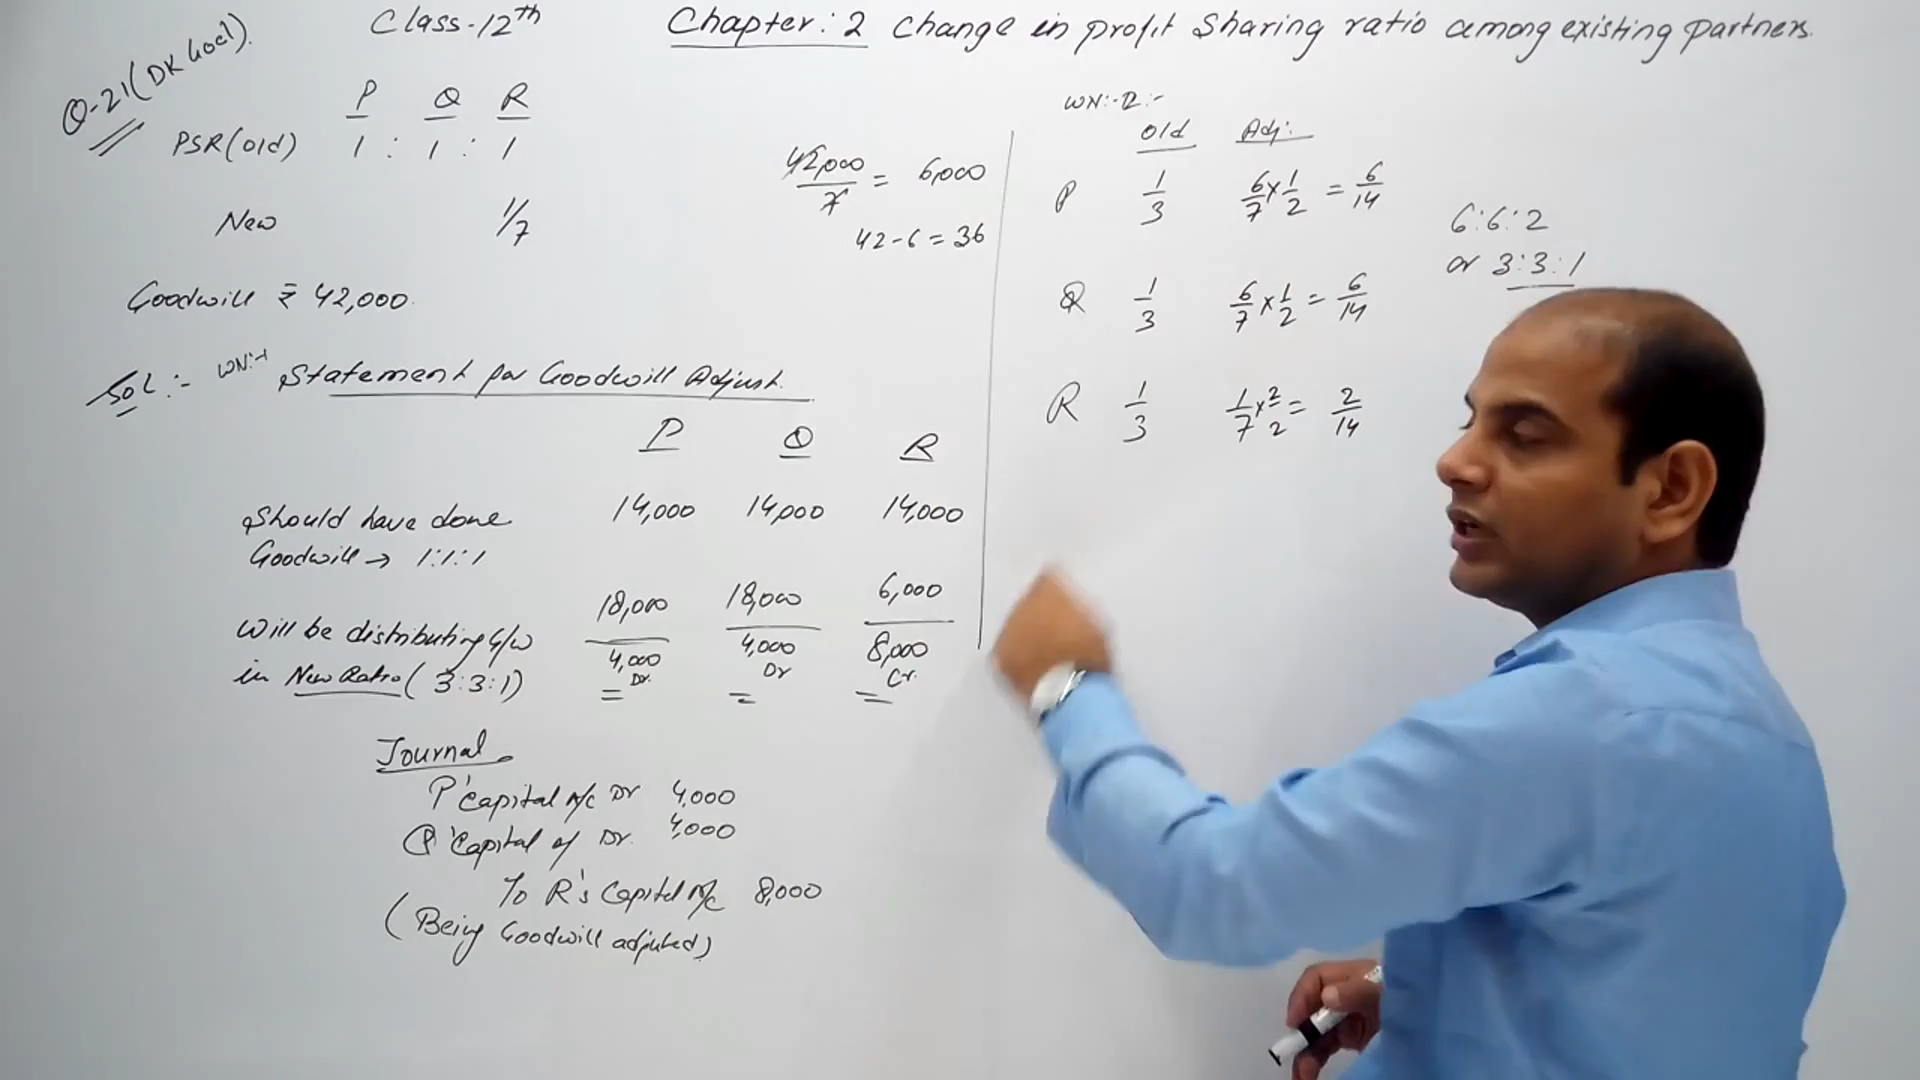 Class-12th
Chapter: 2 Change in profit sharing ratio among existing partners.
Q-21 (DK Goel).
P Q R
PSR(old) 1 : 1 : 1
New 1/7
Goodwill ₹ 42,000.
42,000/7 = 6,000
42-6 = 36
Sol:- WN:-1 Statement for Goodwill Adjust.
P Q R
Should have done 14,000 14,000 14,000
Goodwill → 1:1:1
Will be distributing G/W 18,000 18,000 6,000
in New Ratio (3:3:1) 4,000 Dr. 4,000 Dr 8,000 Cr.
Journal
P'Capital A/c Dr 4,000
Q'Capital a/ Dr. 4,000
To R's Capital A/c 8,000
(Being Goodwill adjusted)
WN:-2:-
Old Adj:
P 1/3 6/7 x 1/2 = 6/14
Q 1/3 6/7 x 1/2 = 6/14
R 1/3 1/7 x 2/2 = 2/14
6:6:2
or 3:3:1